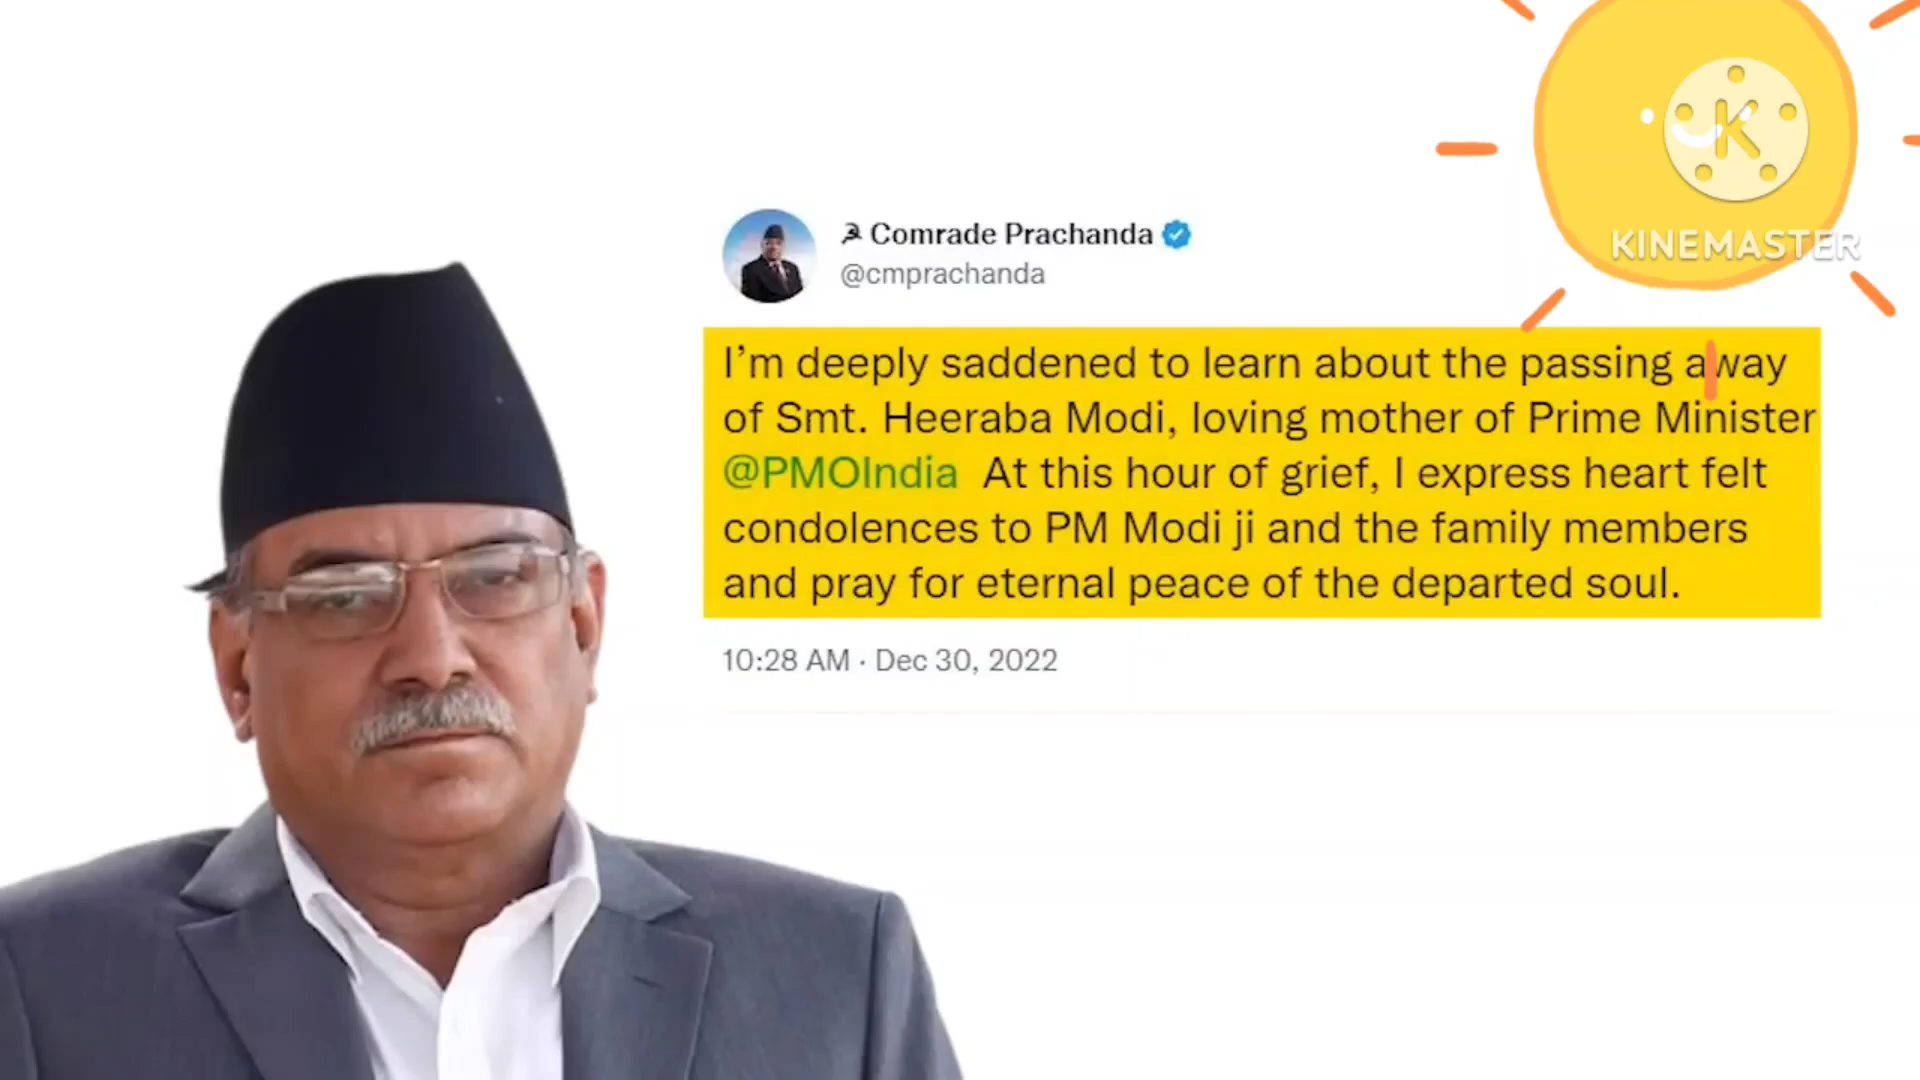 ☭ Comrade Prachanda
@cmprachanda
I'm deeply saddened to learn about the passing away
of Smt. Heeraba Modi, loving mother of Prime Minister
@PMOIndia At this hour of grief, I express heart felt
condolences to PM Modi ji and the family members
and pray for eternal peace of the departed soul.
10:28 AM · Dec 30, 2022
K
KINEMASTER